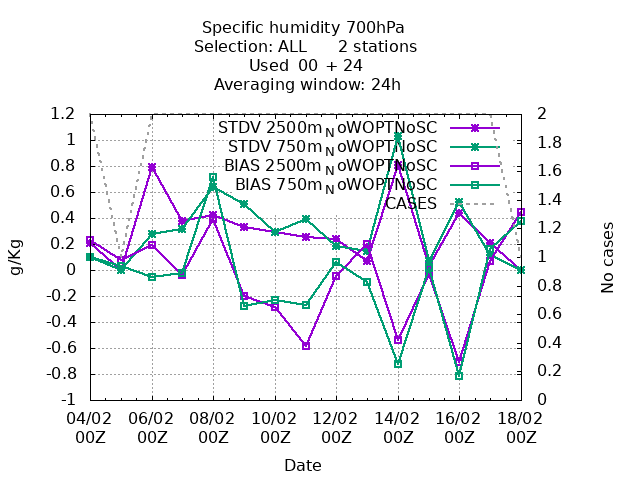 Specific humidity 700hPa
Selection: ALL 2 stations
Used 00 + 24
Averaging window: 24h
STDV 2500m_NoWOPTNoSC
STDV 750m_NoWOPTNoSC
BIAS 2500m_NoWOPTNoSC
BIAS 750m_NoWOPTNoSC
CASES
g/Kg
1.2
1
0.8
0.6
0.4
0.2
0
-0.2
-0.4
-0.6
-0.8
-1
2
1.8
1.6
1.4
1.2
1
0.8
0.6
0.4
0.2
0
No cases
04/02 06/02 08/02 10/02 12/02 14/02 16/02 18/02
00Z 00Z 00Z 00Z 00Z 00Z 00Z 00Z
Date